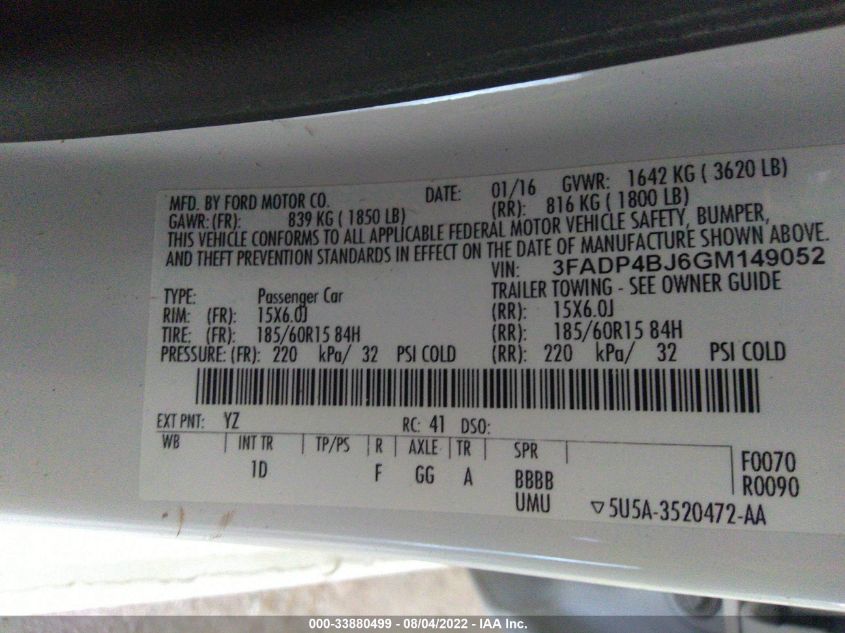 MFD. BY FORD MOTOR CO. DATE: 01/16 GVWR: 1642 KG ( 3620 LB)
GAWR: (FR): 839 KG ( 1850 LB) (RR): 816 KG ( 1800 LB)
THIS VEHICLE CONFORMS TO ALL APPLICABLE FEDERAL MOTOR VEHICLE SAFETY, BUMPER,
AND THEFT PREVENTION STANDARDS IN EFFECT ON THE DATE OF MANUFACTURE SHOWN ABOVE.
VIN: 3FADP4BJ6GM149052
TYPE: Passenger Car TRAILER TOWING - SEE OWNER GUIDE
RIM: (FR): 15X6.0J (RR): 15X6.0J
TIRE: (FR): 185/60R15 84H (RR): 185/60R15 84H
PRESSURE: (FR): 220 kPa/ 32 PSI COLD (RR): 220 kPa/ 32 PSI COLD
EXT PNT: YZ RC: 41 DSO:
WB INT TR TP/PS R AXLE TR SPR
1D F GG A BBBB F0070
UMU R0090
▽5U5A-3520472-AA
000-33880499 - 08/04/2022 - IAA Inc.